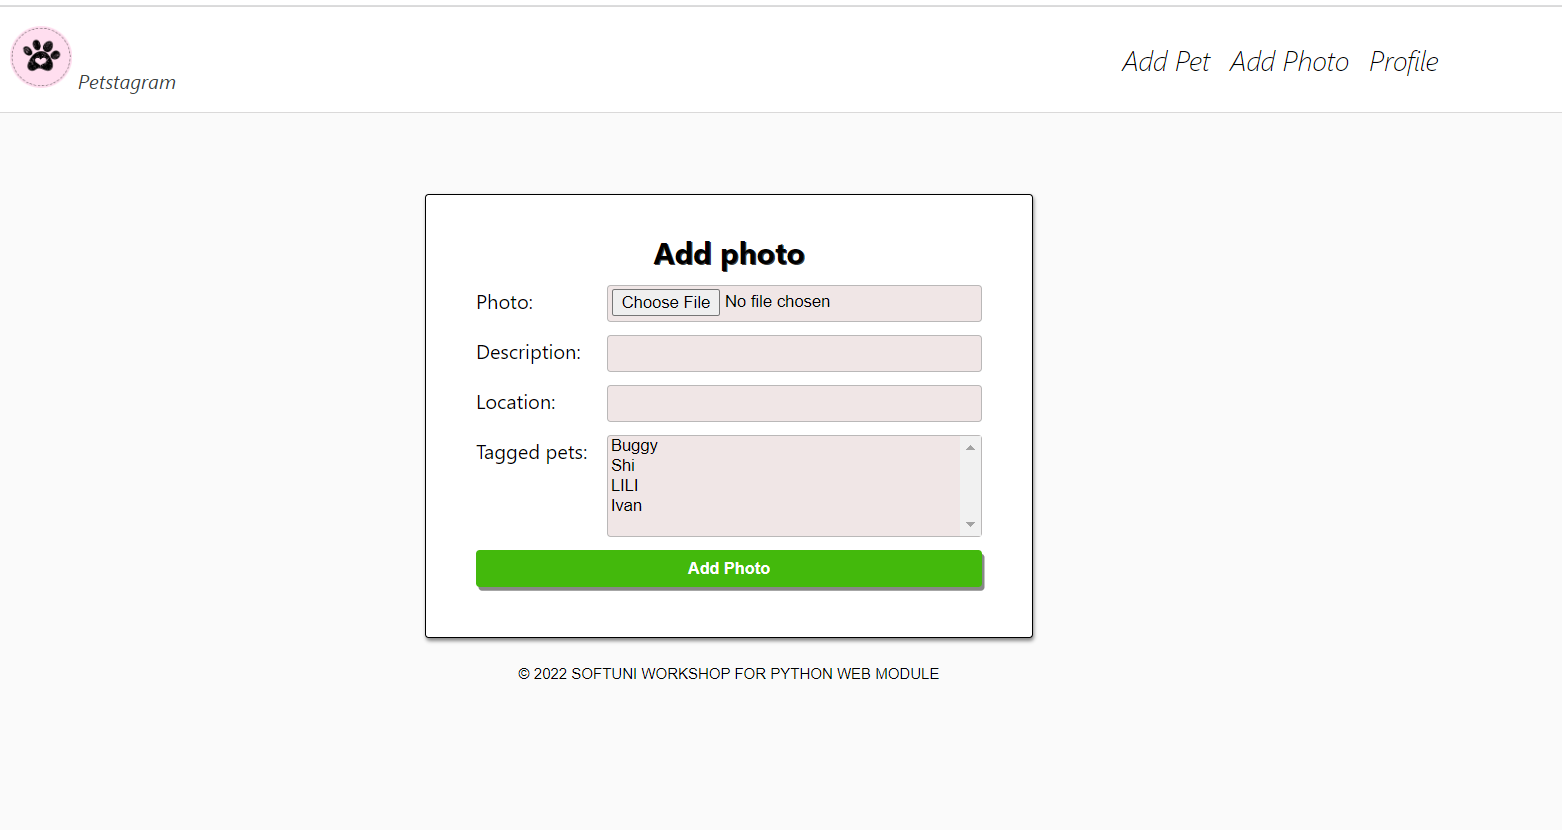 Petstagram
Add Pet Add Photo Profile
Add photo
Photo: Choose File No file chosen
Description:
Location:
Tagged pets: Buggy
Shi
LILI
Ivan
Add Photo
© 2022 SOFTUNI WORKSHOP FOR PYTHON WEB MODULE